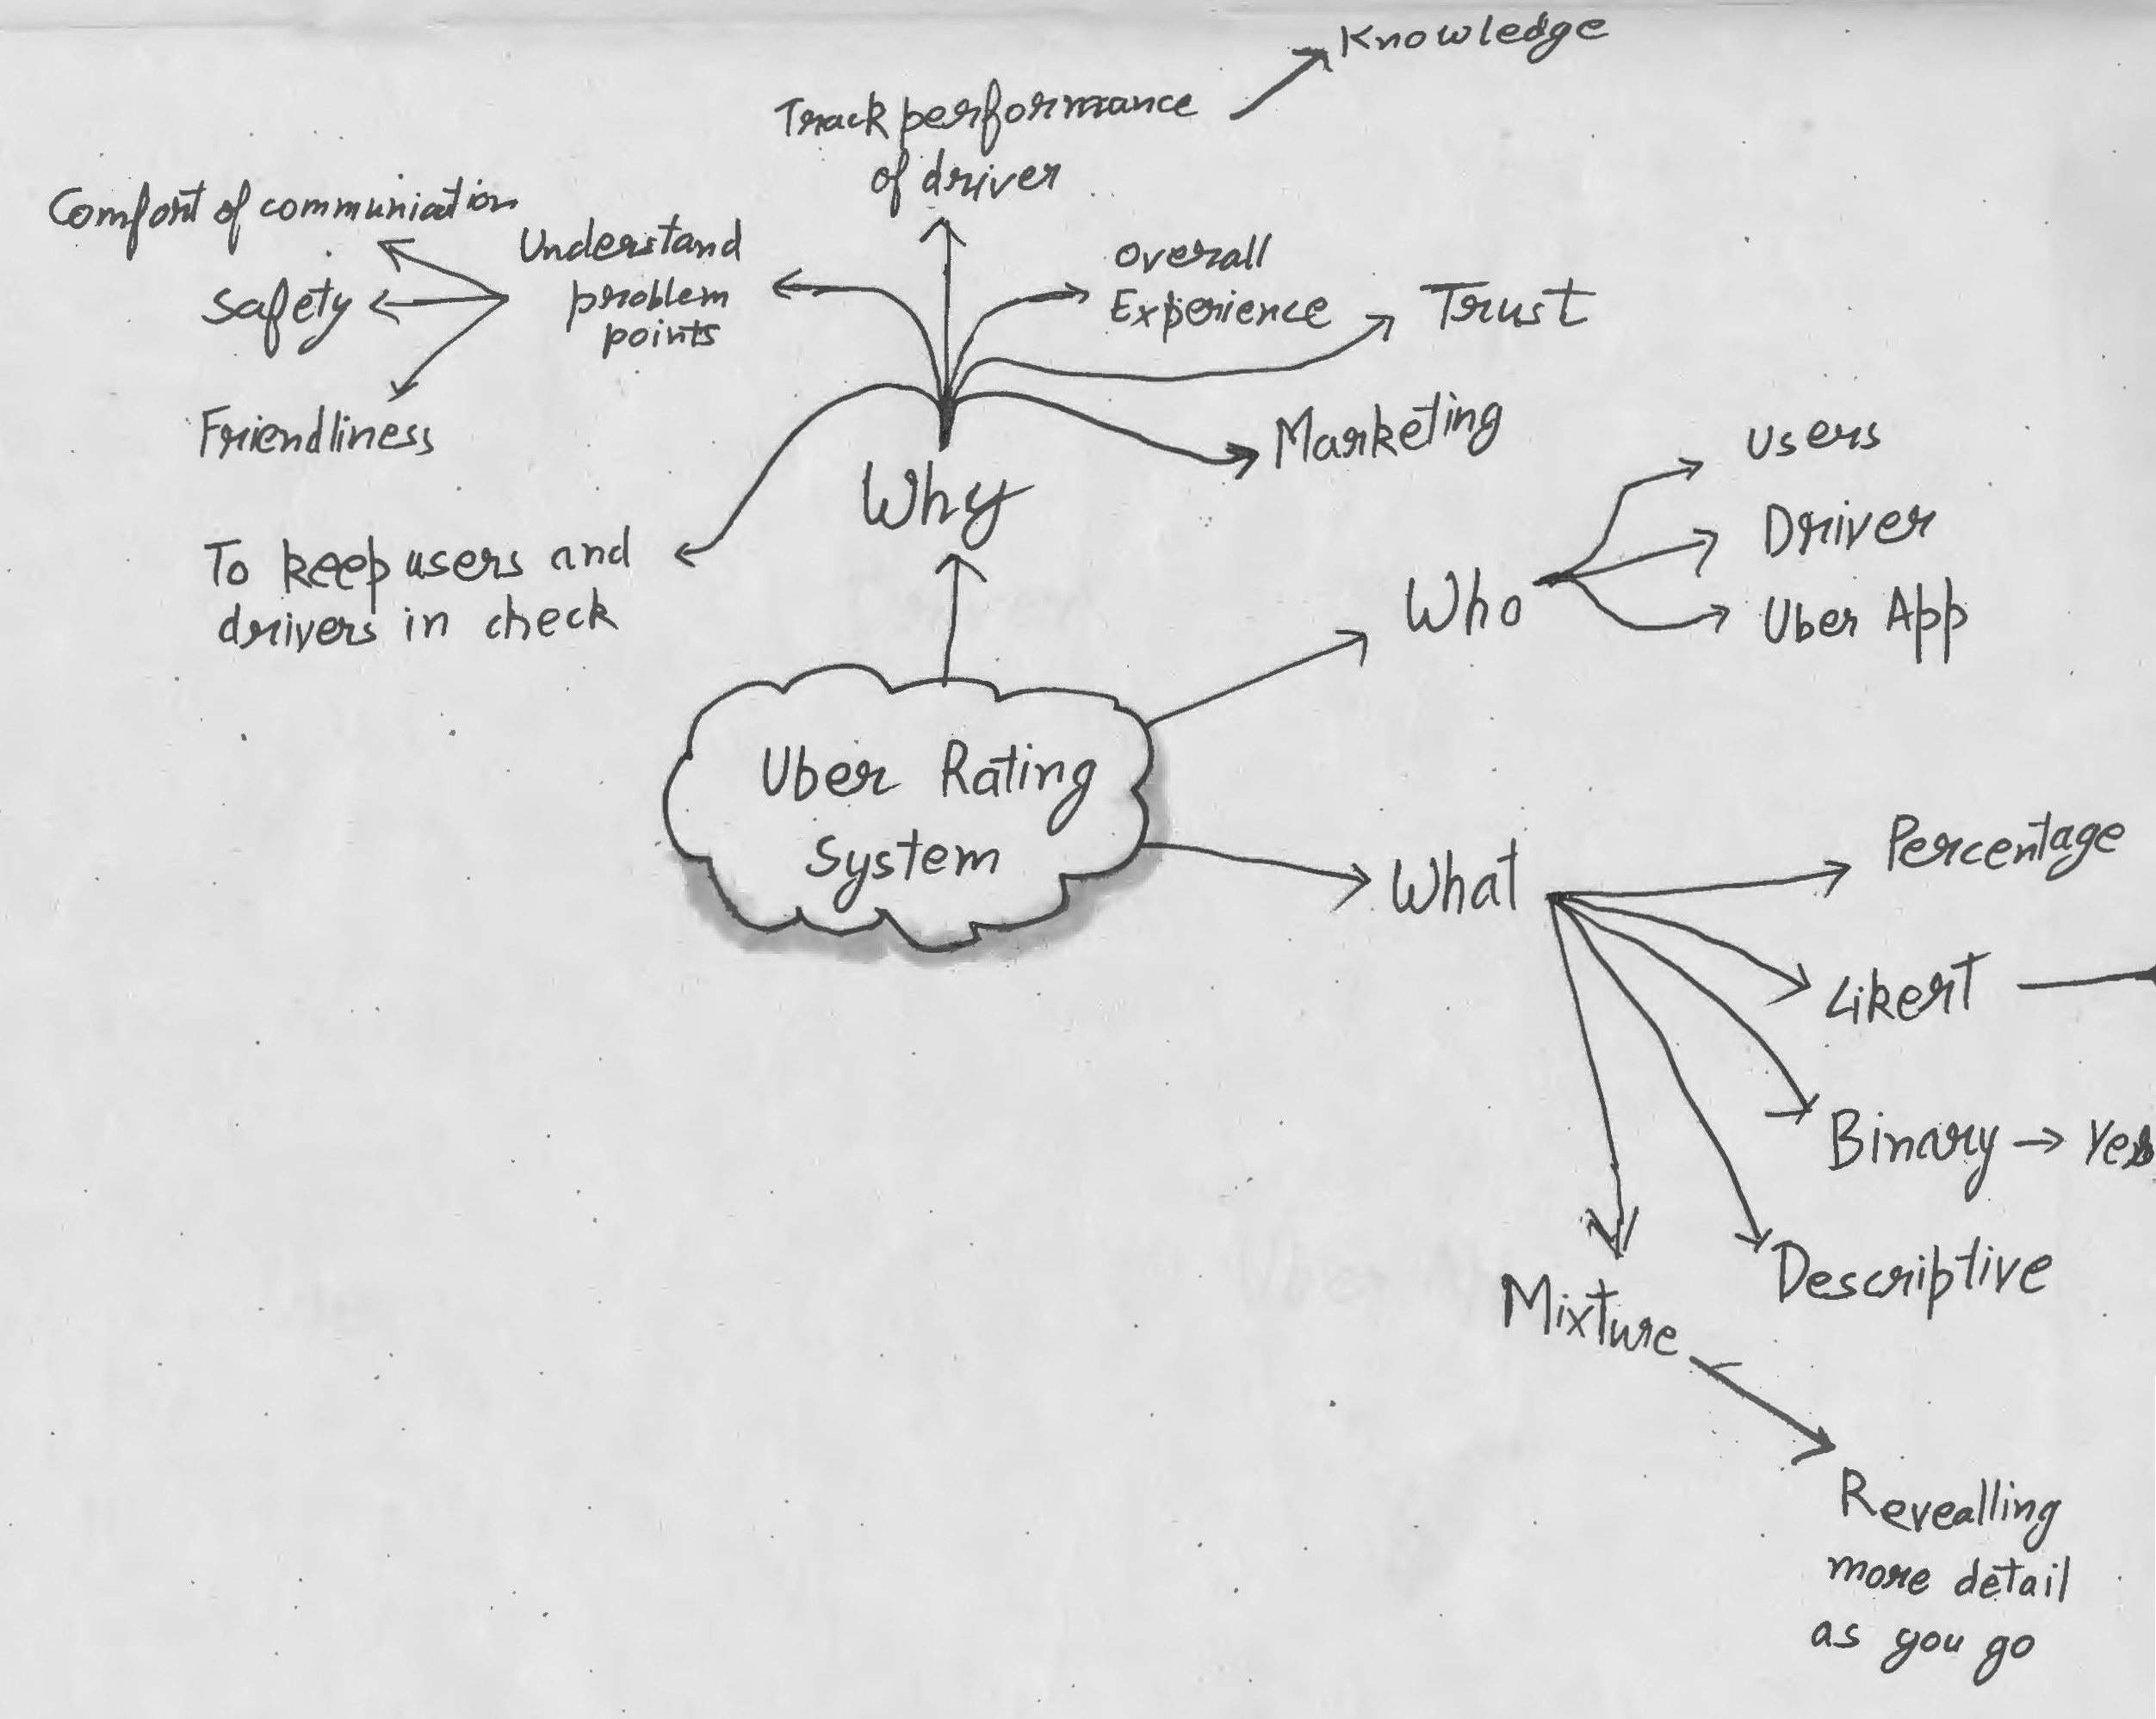 Knowledge
Track performance
of driver
Comfort of communiation
Understand
problem
points
Safety
Friendliness
Overall
Experience
Trust
Marketing
Why
To keep users and
drivers in check
Users
Driver
Uber App
Who
Uber Rating
System
What
Percentage
Likert
Binary → Yes
Descriptive
Mixture
Revealling
more detail
as you go